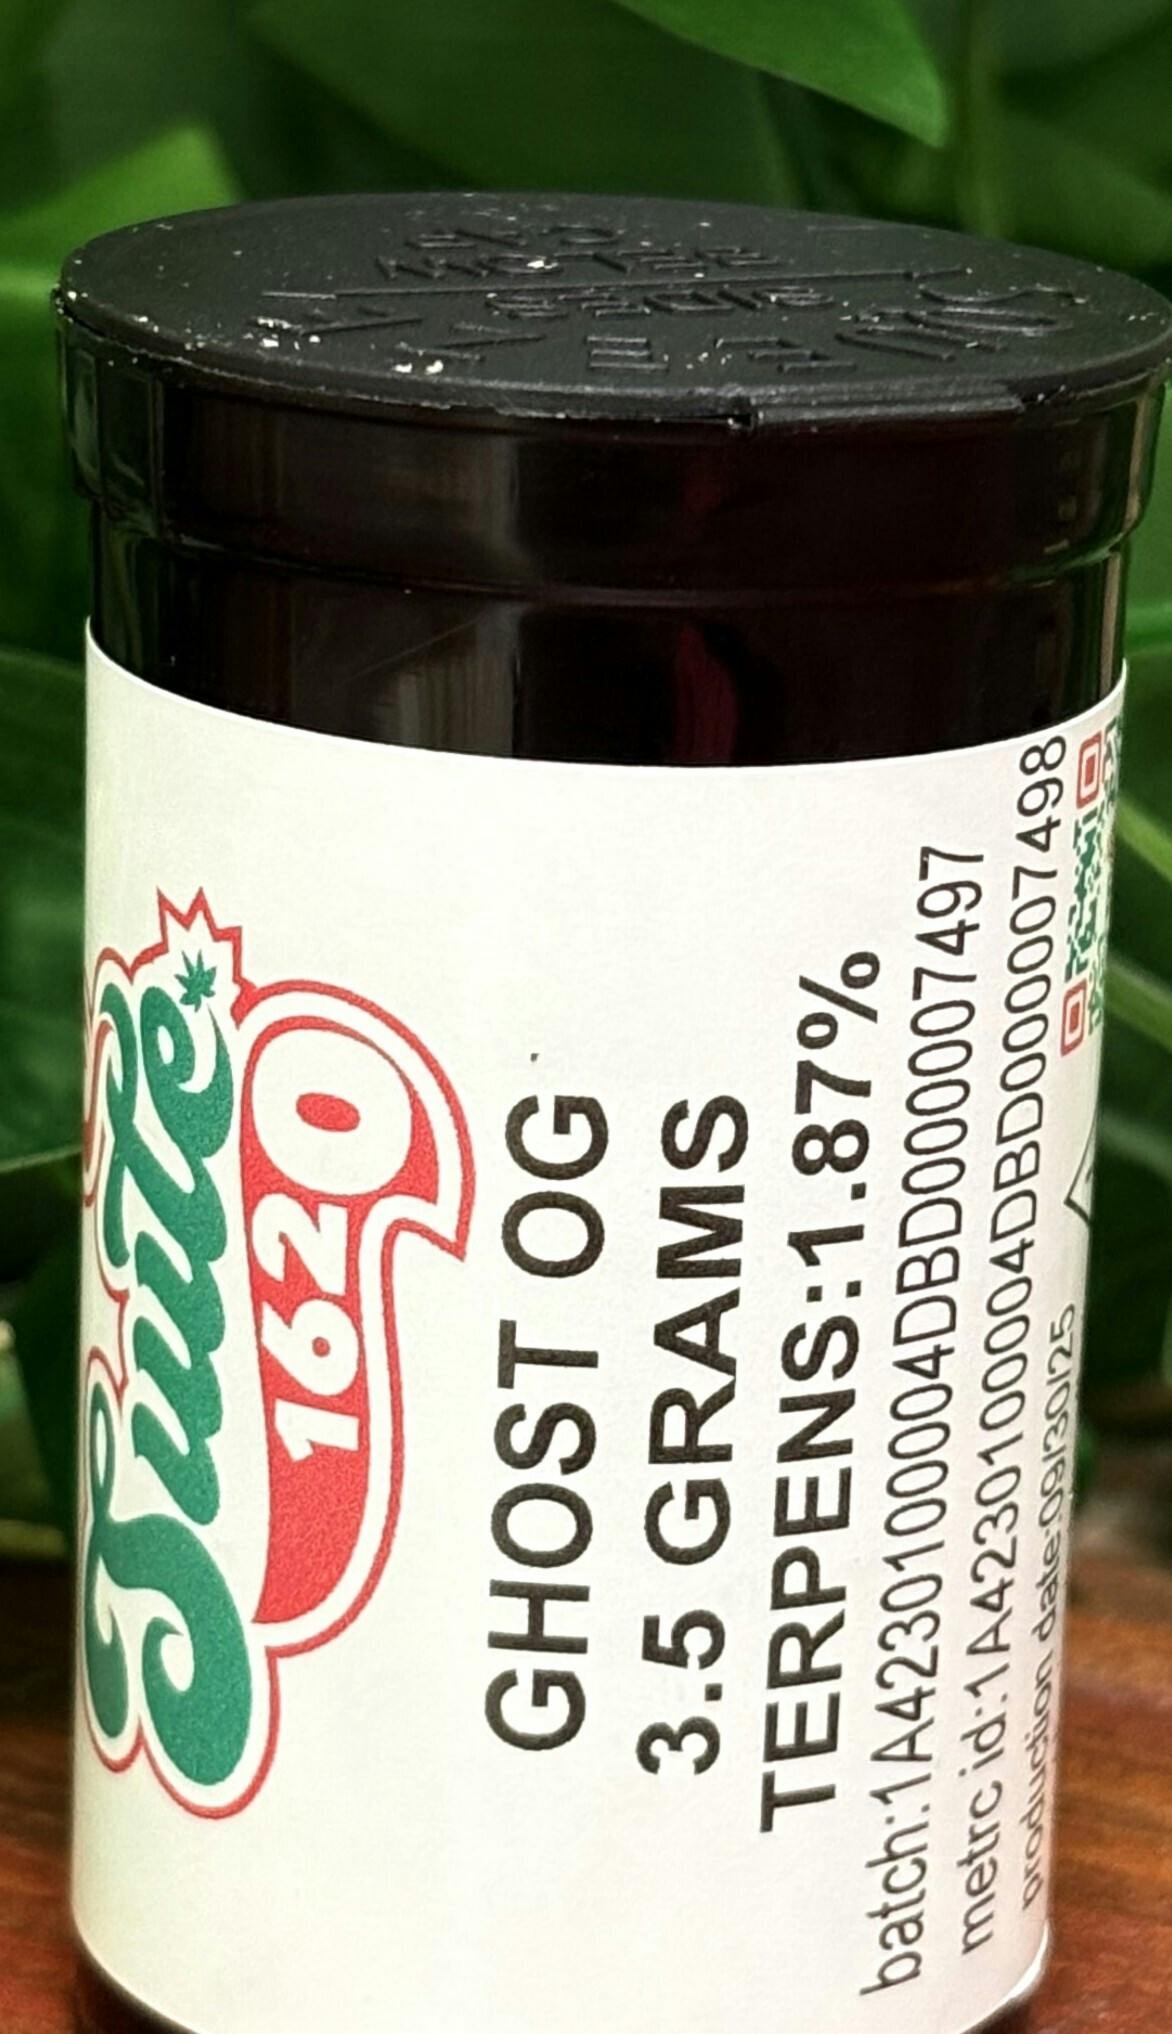 Suite
1620
GHOST OG
3.5 GRAMS
TERPENS:1.87%
batch:1A4230100004DBD000007497
metrc id:1A4230100004DBD000007498
production date:09/30/25